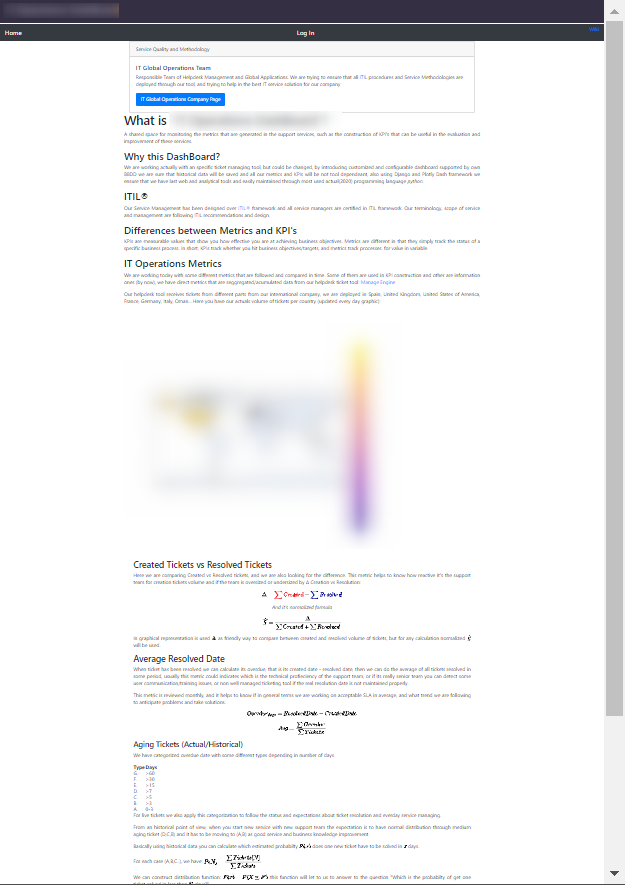 Home
Log In
Service Quality and Methodology
IT Global Operations Team
Responsible Team of Helpdesk Management and Global Applications. We are trying to ensure that all ITIL procedures and Service Methodologies are
deployed through our tool and trying to help in the best IT service solution for our company.
IT Global Operations Company Page
What is
A shared space for monitoring the metrics that are generated in the support services, such as the construction of KPI's that can be useful in the evaluation and
improvement of these services
Why this DashBoard?
We are working actually with an specific ticket managing tool, but could be changed, by introducing customized and configurable dashboard supported by own
BBDD we are sure that historical data will be saved and all our metrics and KPIs will be not tool dependent, also using Django and Plotly Dash framework we
ensure that we have last web and analytical tools and easily maintained through most used actual(2020) programming language python.
ITIL®
Our Service Management has been designed over ITIL® framework and all service managers are certified in ITIL framework. Our terminology, scope of service
and management are following ITIL recommendations and design.
Differences between Metrics and KPI's
KPIs are measurable values that show you how effective you are at achieving business objectives. Metrics are different in that they simply track the status of a
specific business process. In short, KPIs track whether you hit business objectives/targets, and metrics track processes. for value in variable.
IT Operations Metrics
We are working today with some different metrics that are followed and compared in time. Some of them are used in KPI construction and other are information
ones (by now), we have direct metrics that are seggregated/acumulated data from our helpdesk ticket tool: Manage Engine
Our helpdesk tool receives tickets from different parts from our international company, we are deployed in Spain, United Kingdom, United States of America,
France, Germany, Italy, Oman... Here you have our actuals volume of tickets per country (updated every day graphic):
Created Tickets vs Resolved Tickets
Here we are comparing Created vs Resolved tickets, and we are also looking for the difference. This metric helps to know how reactive it's the support
team for creation tickets volume and if the team is oversized or undersized by Δ Creation vs Resolution:
Δ = ∑ Created − ∑ Resolved
And it's normalized formula
ŷ = Δ / ∑ Created + ∑ Resolved
In graphical representation is used Δ as friendly way to compare between created and resolved volume of tickets, but for any calculation normalized ŷ
will be used
Average Resolved Date
When ticket has been resolved we can calculate its overdue, that is its created date - resolved date, then we can do the average of all tickets resolved in
some period, usually this metric could indicates which is the technical profeciency of the support team, or if its really senior team you can detect some
user communication/training issues, or non well managed ticketing tool if the real resolution date is not maintained properly.
This metric is reviewed monthly, and it helps to know if in general terms we are working on acceptable SLA in average, and what trend we are following
to anticipate problems and take solutions.
Overdue Days = ResolvedDate − CreatedDate
Avg = ∑ Overdue / ∑ Tickets
Aging Tickets (Actual/Historical)
We have categorized overdue date with some different types depending in number of days.
Type Days
G. >60
F. >30
E. >15
D. >7
C. >5
B. >3
A. 0-3
For live tickets we also apply this categorization to follow the status and expectations about ticket resolution and everday service managing.
From an historical point of view, when you start new service with new support team the expectation is to have normal distribution through medium
aging ticket (D,C,B) and it has to be moving to (A,B) as good service and business knowledge improvement
Basically using historical data you can calculate which estimated probabilty P(x) does one new ticket have to be solved in x days.
For each case (A,B,C..), we have
We can construct distribution function: this function will let to us to answer to the question "Which is the probabilty of get one